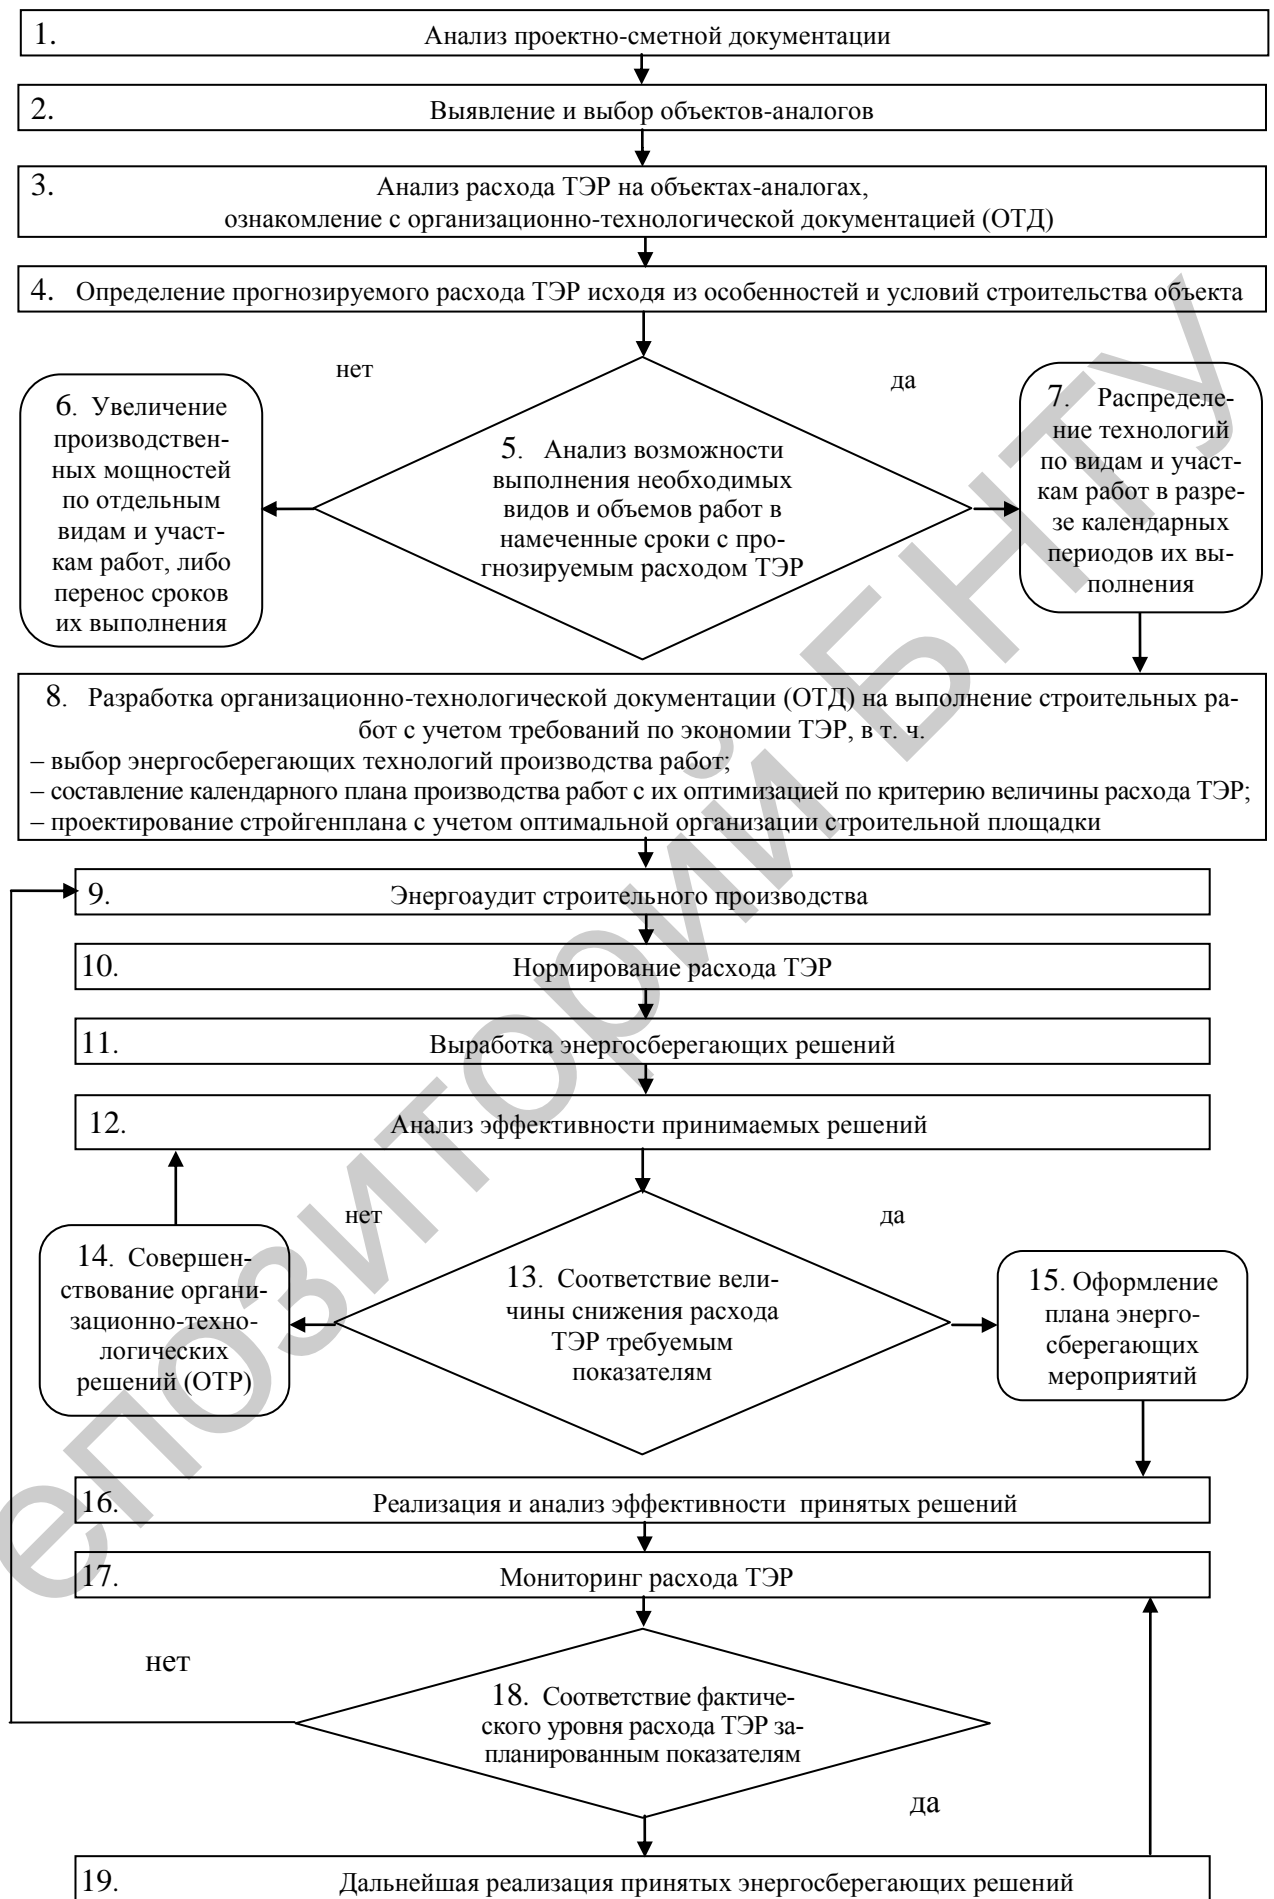 1. Анализ проектно-сметной документации
2. Выявление и выбор объектов-аналогов
3. Анализ расхода ТЭР на объектах-аналогах,
ознакомление с организационно-технологической документацией (ОТД)
4. Определение прогнозируемого расхода ТЭР исходя из особенностей и условий строительства объекта
нет
да
6. Увеличение
производствен-
ных мощностей
по отдельным
видам и участ-
кам работ, либо
перенос сроков
их выполнения
5. Анализ возможности
выполнения необходимых
видов и объемов работ в
намеченные сроки с про-
гнозируемым расходом ТЭР
7. Распределе-
ние технологий
по видам и участ-
кам работ в разре-
зе календарных
периодов их вы-
полнения
8. Разработка организационно-технологической документации (ОТД) на выполнение строительных ра-
бот с учетом требований по экономии ТЭР, в т. ч.
– выбор энергосберегающих технологий производства работ;
– составление календарного плана производства работ с их оптимизацией по критерию величины расхода ТЭР;
– проектирование стройгенплана с учетом оптимальной организации строительной площадки
9. Энергоаудит строительного производства
10. Нормирование расхода ТЭР
11. Выработка энергосберегающих решений
12. Анализ эффективности принимаемых решений
нет
да
14. Совершен-
ствование органи-
зационно-техно-
логических
решений (ОТР)
13. Соответствие вели-
чины снижения расхода
ТЭР требуемым
показателям
15. Оформление
плана энерго-
сберегающих
мероприятий
16. Реализация и анализ эффективности принятых решений
17. Мониторинг расхода ТЭР
нет
18. Соответствие фактиче-
ского уровня расхода ТЭР за-
планированным показателям
да
19. Дальнейшая реализация принятых энергосберегающих решений
епозиторий БНТУ